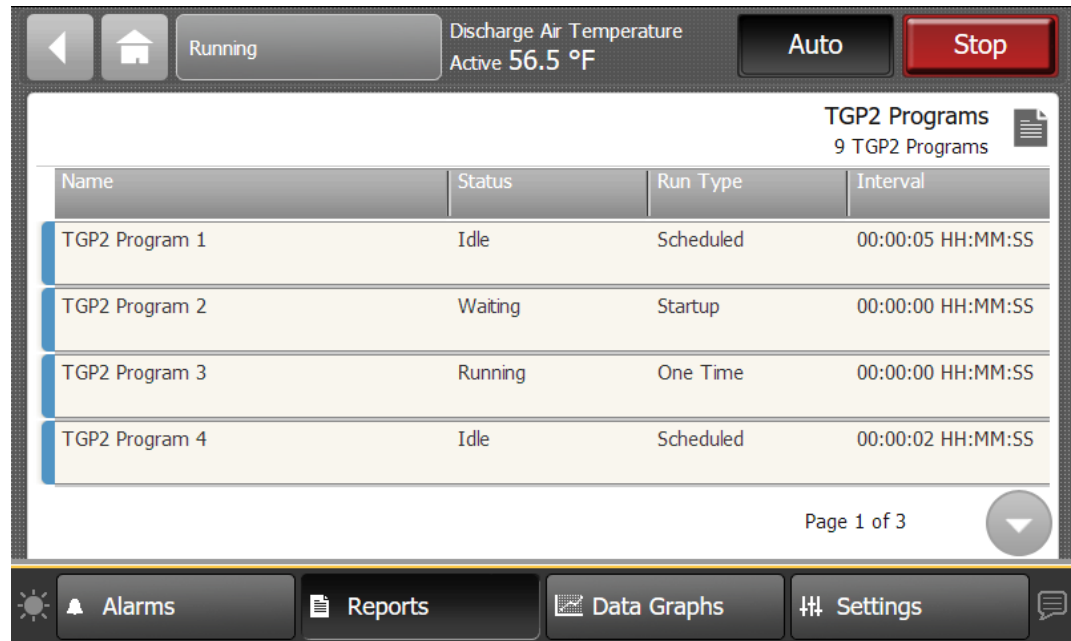 Running
Discharge Air Temperature
Active 56.5 °F
Auto
Stop
TGP2 Programs
9 TGP2 Programs
Name Status Run Type Interval
TGP2 Program 1 Idle Scheduled 00:00:05 HH:MM:SS
TGP2 Program 2 Waiting Startup 00:00:00 HH:MM:SS
TGP2 Program 3 Running One Time 00:00:00 HH:MM:SS
TGP2 Program 4 Idle Scheduled 00:00:02 HH:MM:SS
Page 1 of 3
Alarms Reports Data Graphs Settings